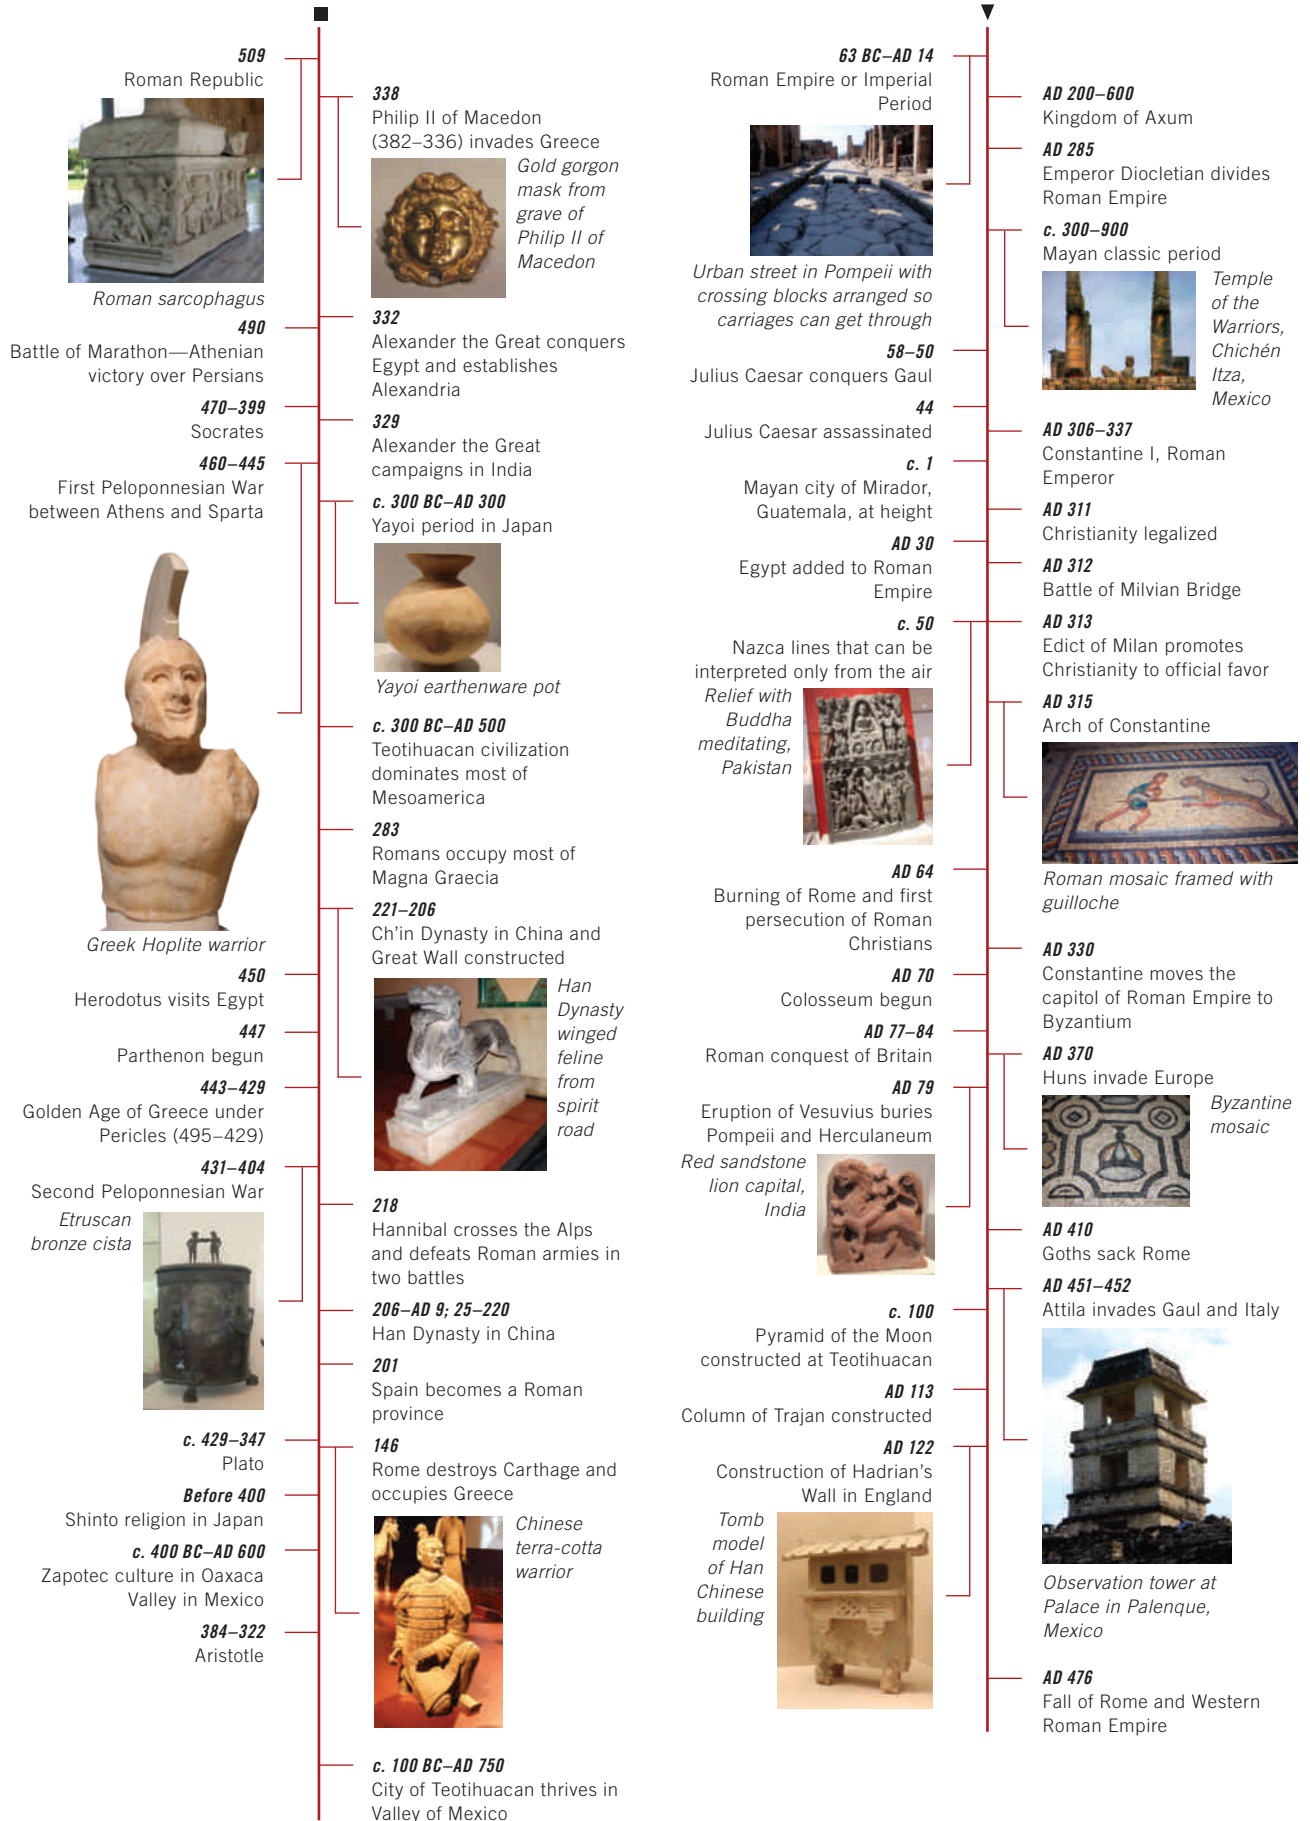 509
Roman Republic
Roman sarcophagus
490
Battle of Marathon—Athenian
victory over Persians
470–399
Socrates
460–445
First Peloponnesian War
between Athens and Sparta
Greek Hoplite warrior
450
Herodotus visits Egypt
447
Parthenon begun
443–429
Golden Age of Greece under
Pericles (495–429)
431–404
Second Peloponnesian War
Etruscan
bronze cista
c. 429–347
Plato
Before 400
Shinto religion in Japan
c. 400 BC–AD 600
Zapotec culture in Oaxaca
Valley in Mexico
384–322
Aristotle
338
Philip II of Macedon
(382–336) invades Greece
Gold gorgon
mask from
grave of
Philip II of
Macedon
332
Alexander the Great conquers
Egypt and establishes
Alexandria
329
Alexander the Great
campaigns in India
c. 300 BC–AD 300
Yayoi period in Japan
Yayoi earthenware pot
c. 300 BC–AD 500
Teotihuacan civilization
dominates most of
Mesoamerica
283
Romans occupy most of
Magna Graecia
221–206
Ch'in Dynasty in China and
Great Wall constructed
Han
Dynasty
winged
feline
from
spirit
road
218
Hannibal crosses the Alps
and defeats Roman armies in
two battles
206–AD 9; 25–220
Han Dynasty in China
201
Spain becomes a Roman
province
146
Rome destroys Carthage and
occupies Greece
Chinese
terra-cotta
warrior
c. 100 BC–AD 750
City of Teotihuacan thrives in
Valley of Mexico
63 BC–AD 14
Roman Empire or Imperial
Period
Urban street in Pompeii with
crossing blocks arranged so
carriages can get through
58–50
Julius Caesar conquers Gaul
44
Julius Caesar assassinated
c. 1
Mayan city of Mirador,
Guatemala, at height
AD 30
Egypt added to Roman
Empire
c. 50
Nazca lines that can be
interpreted only from the air
Relief with
Buddha
meditating,
Pakistan
AD 64
Burning of Rome and first
persecution of Roman
Christians
AD 70
Colosseum begun
AD 77–84
Roman conquest of Britain
AD 79
Eruption of Vesuvius buries
Pompeii and Herculaneum
Red sandstone
lion capital,
India
c. 100
Pyramid of the Moon
constructed at Teotihuacan
AD 113
Column of Trajan constructed
AD 122
Construction of Hadrian's
Wall in England
Tomb
model
of Han
Chinese
building
AD 200–600
Kingdom of Axum
AD 285
Emperor Diocletian divides
Roman Empire
c. 300–900
Mayan classic period
Temple
of the
Warriors,
Chichén
Itza,
Mexico
AD 306–337
Constantine I, Roman
Emperor
AD 311
Christianity legalized
AD 312
Battle of Milvian Bridge
AD 313
Edict of Milan promotes
Christianity to official favor
AD 315
Arch of Constantine
Roman mosaic framed with
guilloche
AD 330
Constantine moves the
capitol of Roman Empire to
Byzantium
AD 370
Huns invade Europe
Byzantine
mosaic
AD 410
Goths sack Rome
AD 451–452
Attila invades Gaul and Italy
Observation tower at
Palace in Palenque,
Mexico
AD 476
Fall of Rome and Western
Roman Empire